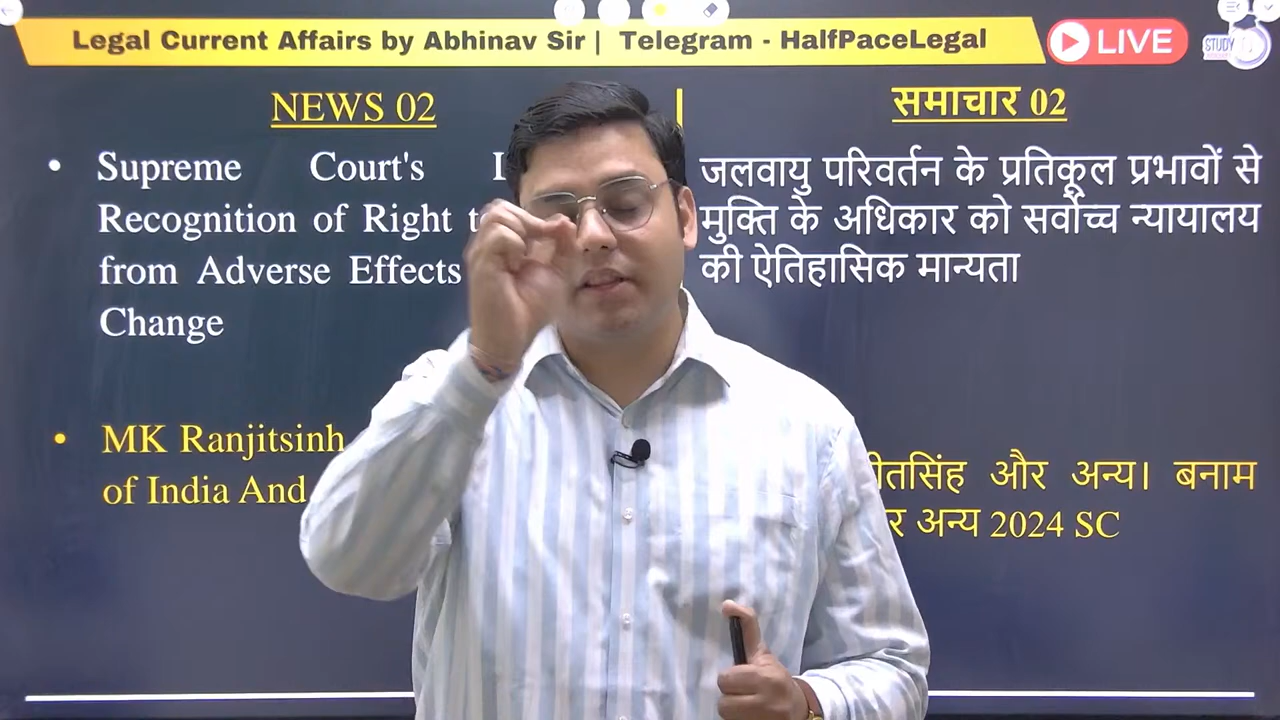 Legal Current Affairs by Abhinav Sir | Telegram - HalfPaceLegal
LIVE
STUDY
NEWS 02
• Supreme Court's
Recognition of Right
from Adverse Effects
Change
• MK Ranjitsinh
of India And
समाचार 02
जलवायु परिवर्तन के प्रतिकूल प्रभावों से
मुक्ति के अधिकार को सर्वोच्च न्यायालय
की ऐतिहासिक मान्यता
और अन्य। बनाम
अन्य 2024 SC